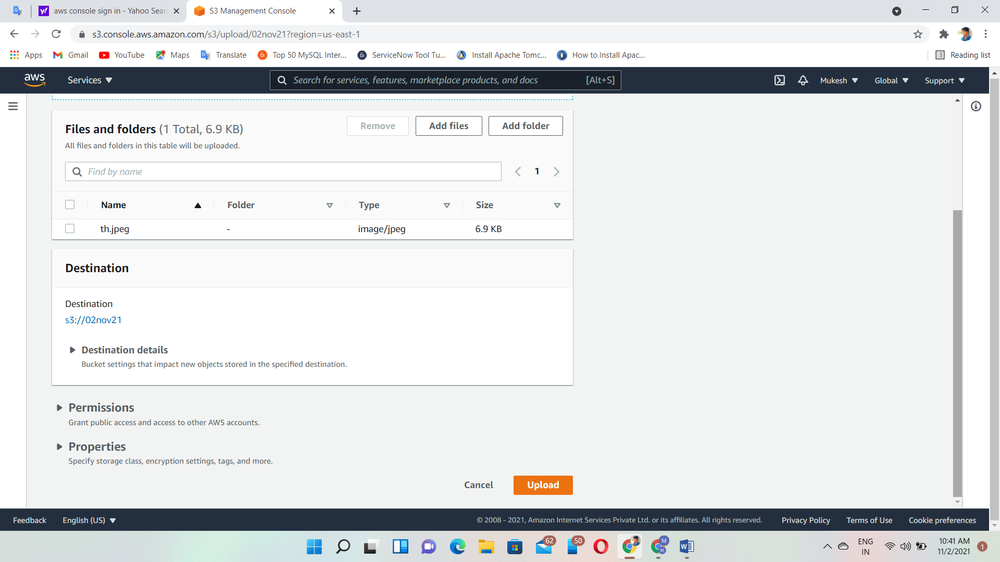 aws console sign in - Yahoo Sear
S3 Management Console
s3.console.aws.amazon.com/s3/upload/02nov21?region=us-east-1
Apps
Gmail
YouTube
Maps
Translate
Top 50 MySQL Inter...
ServiceNow Tool Tu...
Install Apache Tomc...
How to Install Apac...
Reading list
aws
Services
Search for services, features, marketplace products, and docs
[Alt+S]
Mukesh
Global
Support
Files and folders (1 Total, 6.9 KB)
Remove
Add files
Add folder
All files and folders in this table will be uploaded.
Find by name
1
Name
Folder
Type
Size
th.jpeg
-
image/jpeg
6.9 KB
Destination
Destination
s3://02nov21
Destination details
Bucket settings that impact new objects stored in the specified destination.
Permissions
Grant public access and access to other AWS accounts.
Properties
Specify storage class, encryption settings, tags, and more.
Cancel
Upload
Feedback
English (US)
© 2008 - 2021, Amazon Internet Services Private Ltd. or its affiliates. All rights reserved.
Privacy Policy
Terms of Use
Cookie preferences
62
50
M
M
ENG
IN
10:41 AM
11/2/2021
1